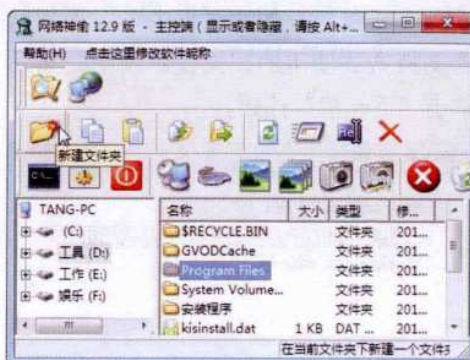 网络神偷 12.9 版 - 主控端(显示或者隐藏，请按 Alt+...
帮助(H) 点击这里修改软件昵称
新建文件夹
TANG-PC
(C:)
工具 (D:)
工作 (E:)
娱乐 (F:)
名称 大小 类型 修...
$RECYCLE.BIN 文件夹 201...
GVODCache 文件夹 201...
Program Files 文件夹 201...
System Volume... 文件夹 201...
安装程序 文件夹 201...
kisinstall.dat 1 KB DAT ... 201...
在当前文件夹下新建一个文件